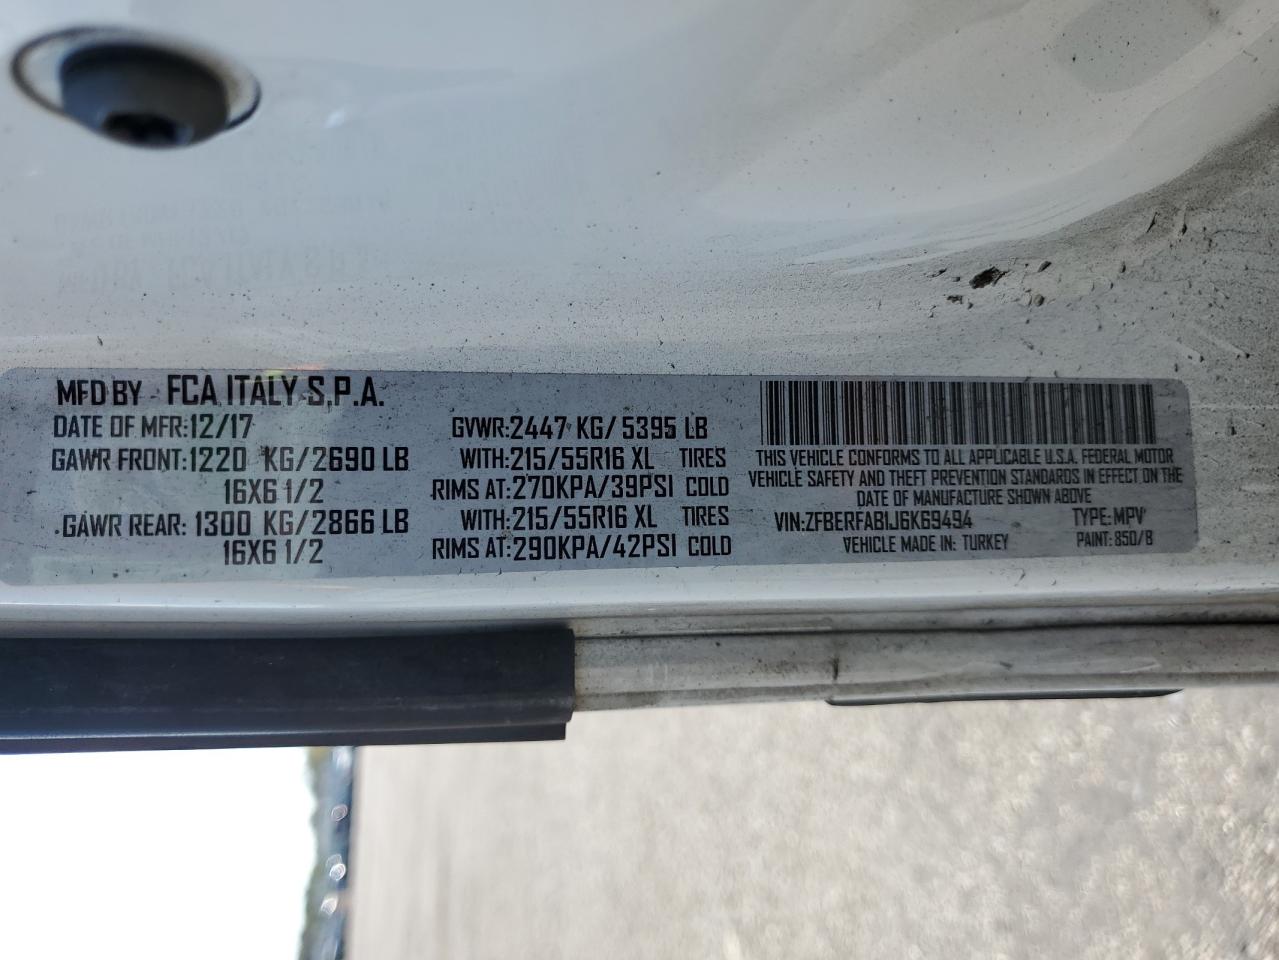 MFD BY - FCA ITALY S.P.A.
DATE OF MFR:12/17 GVWR:2447 KG/5395 LB
GAWR FRONT:1220 KG/2690 LB WITH:215/55R16 XL TIRES
16X6 1/2 RIMS AT:270KPA/39PSI COLD
GAWR REAR:1300 KG/2866 LB WITH:215/55R16 XL TIRES
16X6 1/2 RIMS AT:290KPA/42PSI COLD
THIS VEHICLE CONFORMS TO ALL APPLICABLE U.S.A. FEDERAL MOTOR
VEHICLE SAFETY AND THEFT PREVENTION STANDARDS IN EFFECT ON THE
DATE OF MANUFACTURE SHOWN ABOVE
VIN:ZFBERFAB1J6K69494 TYPE:MPV
VEHICLE MADE IN: TURKEY PAINT: 850/B